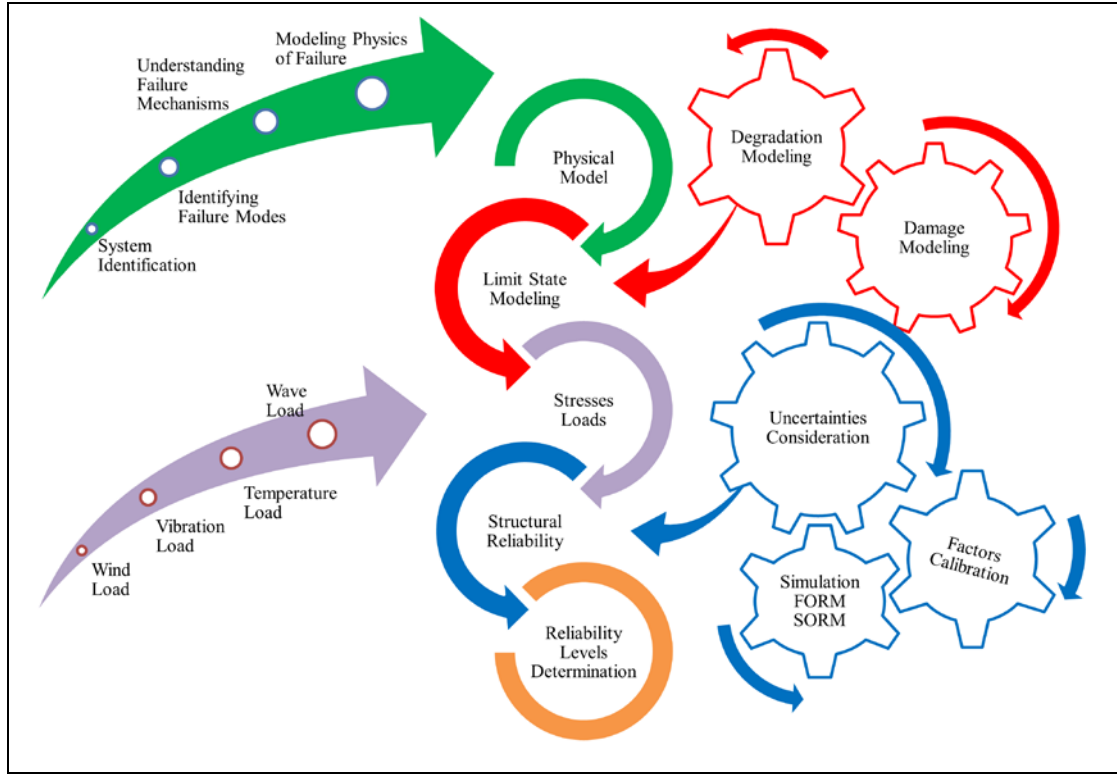 Modeling Physics
of Failure
Understanding
Failure
Mechanisms
Identifying
Failure Modes
System
Identification
Physical
Model
Degradation
Modeling
Damage
Modeling
Limit State
Modeling
Stresses
Loads
Wave
Load
Temperature
Load
Vibration
Load
Wind
Load
Uncertainties
Consideration
Structural
Reliability
Factors
Calibration
Simulation
FORM
SORM
Reliability
Levels
Determination